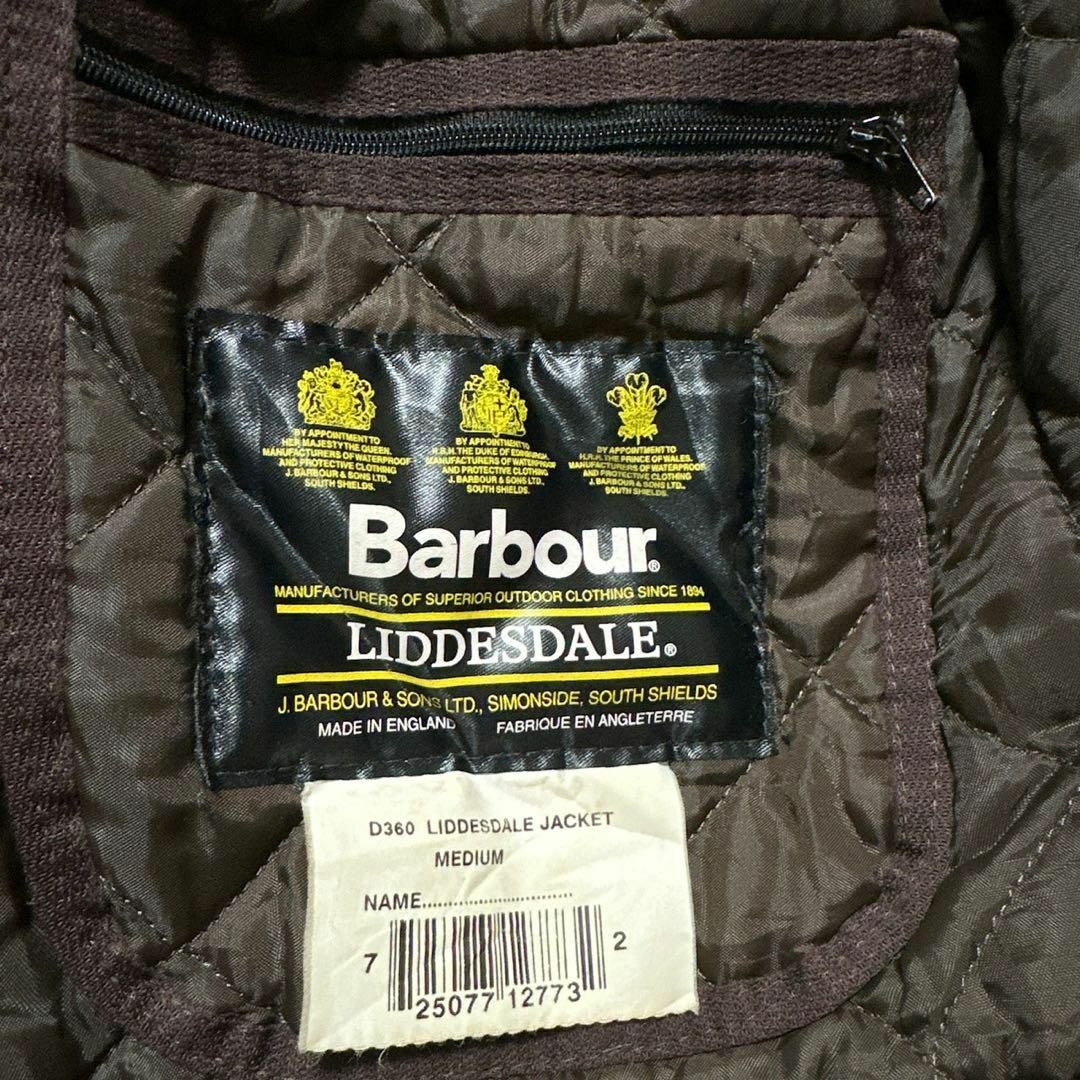 BY APPOINTMENT TO
HER MAJESTY THE QUEEN.
MANUFACTURERS OF WATERPROOF
AND PROTECTIVE CLOTHING
J. BARBOUR & SONS LTD.,
SOUTH SHIELDS.
BY APPOINTMENT TO
H.R.H. THE DUKE OF EDINBURGH.
MANUFACTURERS OF WATERPROOF
AND PROTECTIVE CLOTHING
J. BARBOUR & SONS LTD.,
SOUTH SHIELDS.
BY APPOINTMENT TO
H.R.H. THE PRINCE OF WALES.
MANUFACTURERS OF WATERPROOF
AND PROTECTIVE CLOTHING
J. BARBOUR & SONS LTD.,
SOUTH SHIELDS.
Barbour®
MANUFACTURERS OF SUPERIOR OUTDOOR CLOTHING SINCE 1894
LIDDESDALE®
J. BARBOUR & SONS LTD., SIMONSIDE, SOUTH SHIELDS
MADE IN ENGLAND FABRIQUE EN ANGLETERRE
D360 LIDDESDALE JACKET
MEDIUM
NAME..............................
7 25077 12773 2